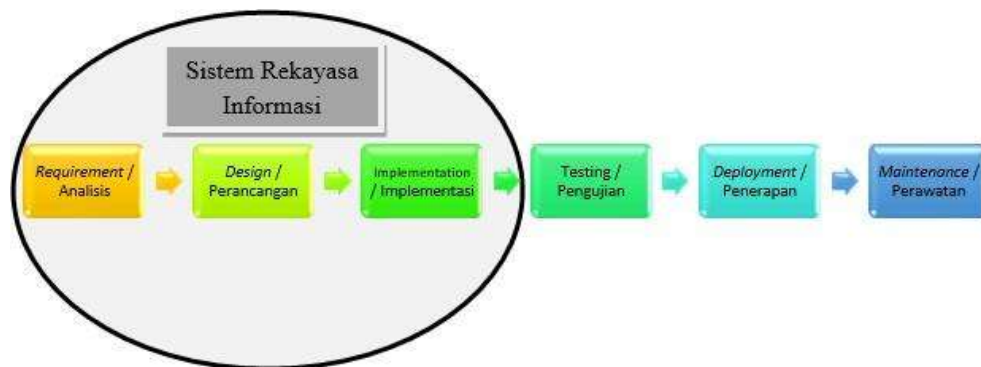 Sistem Rekayasa
Informasi
Requirement /
Analisis
Design /
Perancangan
Implementation
/ Implementasi
Testing /
Pengujian
Deployment /
Penerapan
Maintenance /
Perawatan